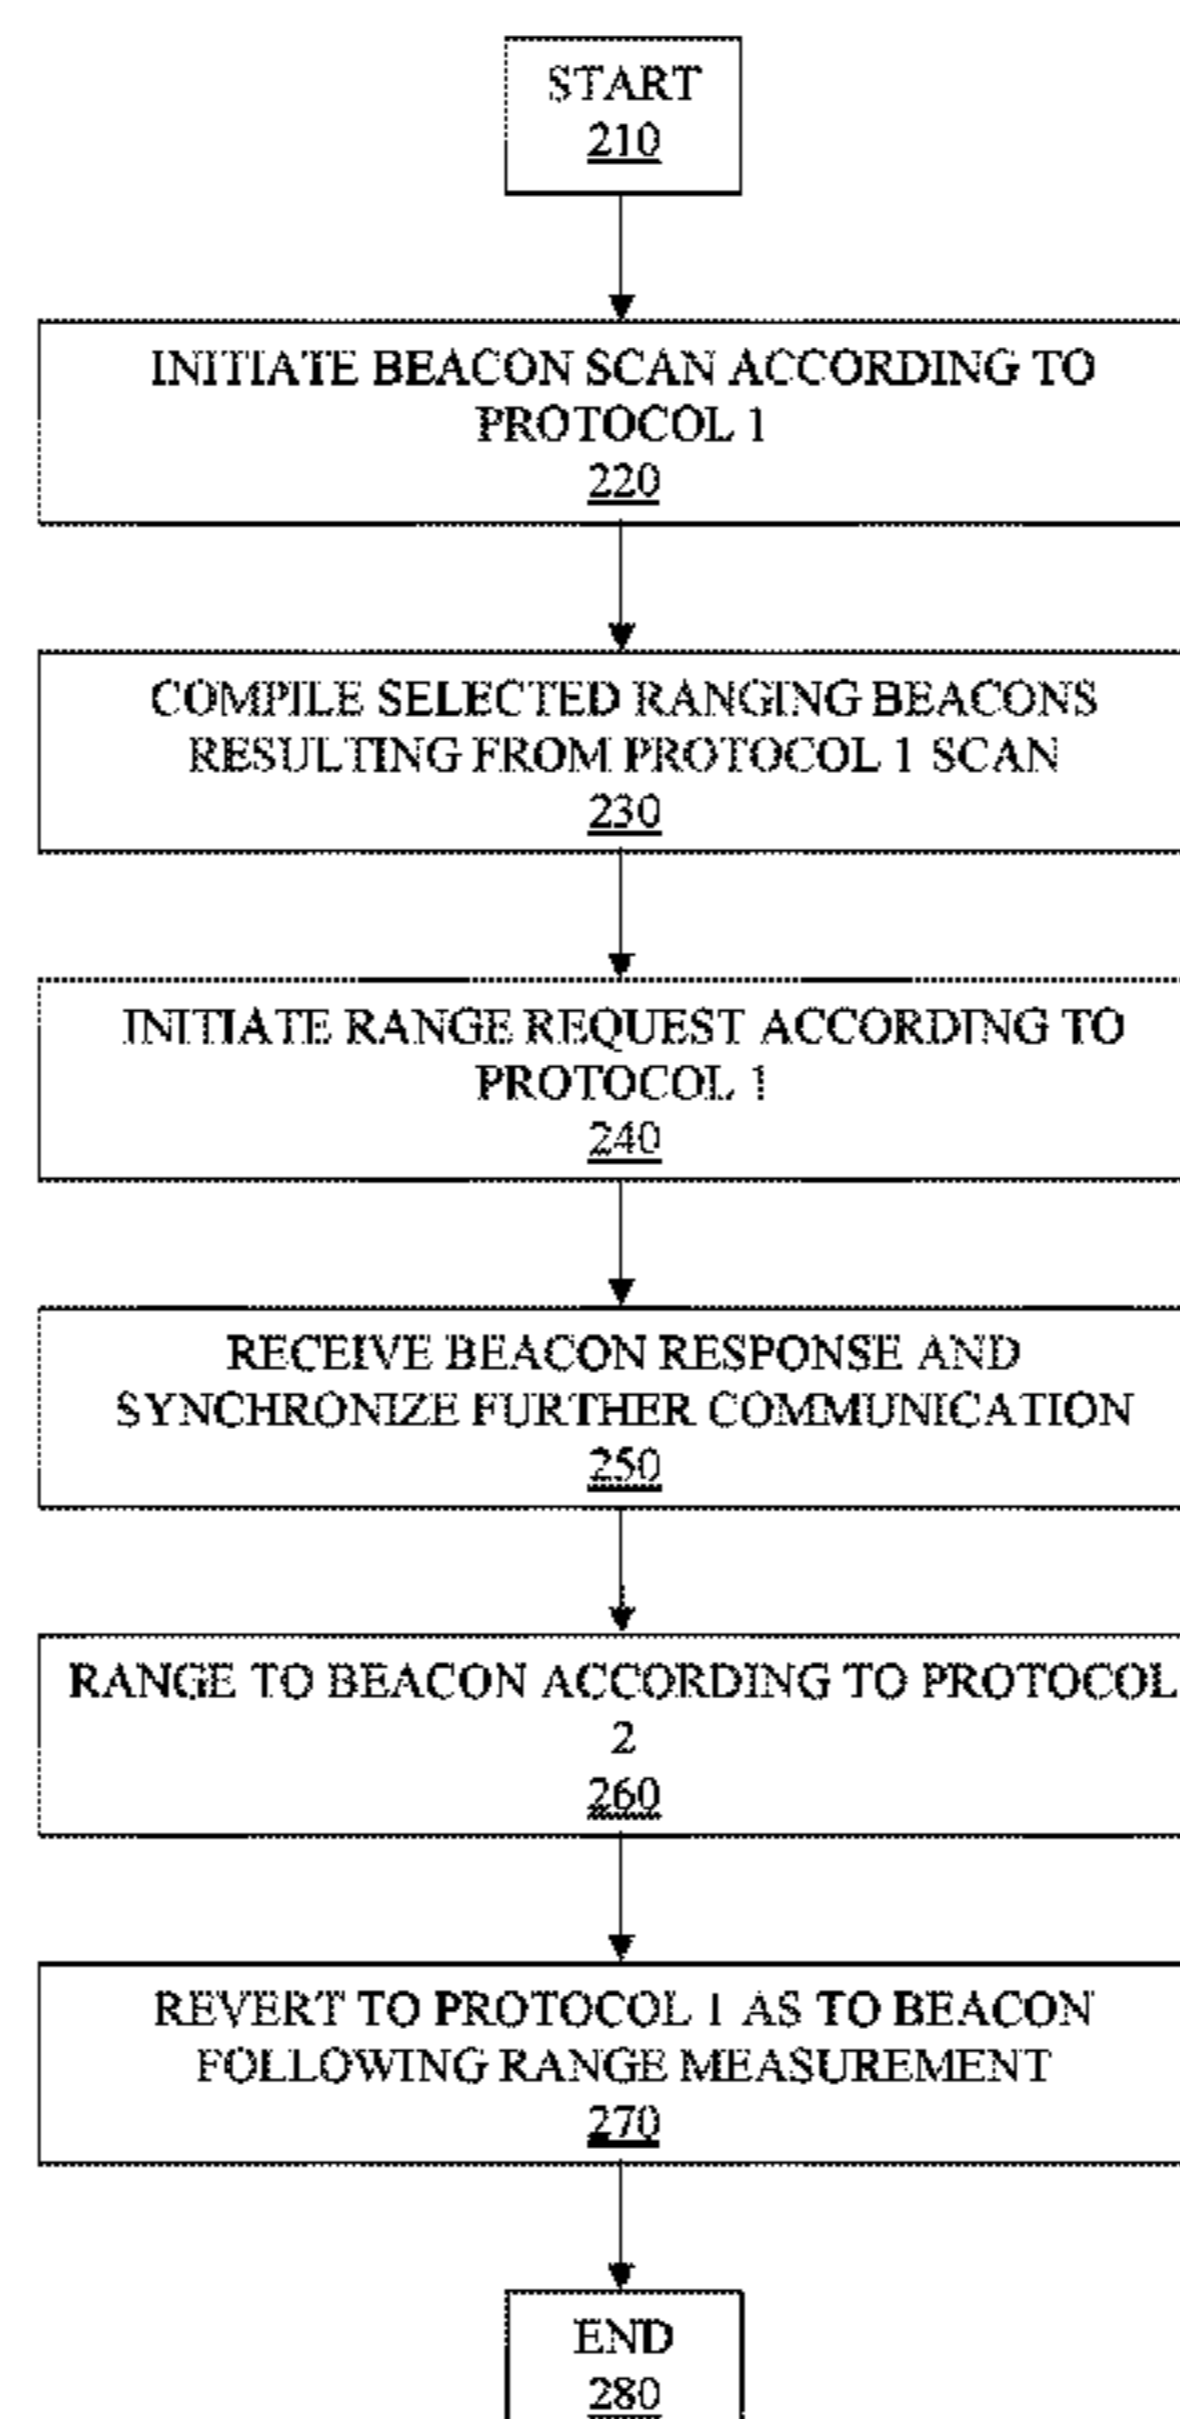 START
210
INITIATE BEACON SCAN ACCORDING TO
PROTOCOL 1
220
COMPILE SELECTED RANGING BEACONS
RESULTING FROM PROTOCOL 1 SCAN
230
INITIATE RANGE REQUEST ACCORDING TO
PROTOCOL 1
240
RECEIVE BEACON RESPONSE AND
SYNCHRONIZE FURTHER COMMUNICATION
250
RANGE TO BEACON ACCORDING TO PROTOCOL
2
260
REVERT TO PROTOCOL 1 AS TO BEACON
FOLLOWING RANGE MEASUREMENT
270
END
280